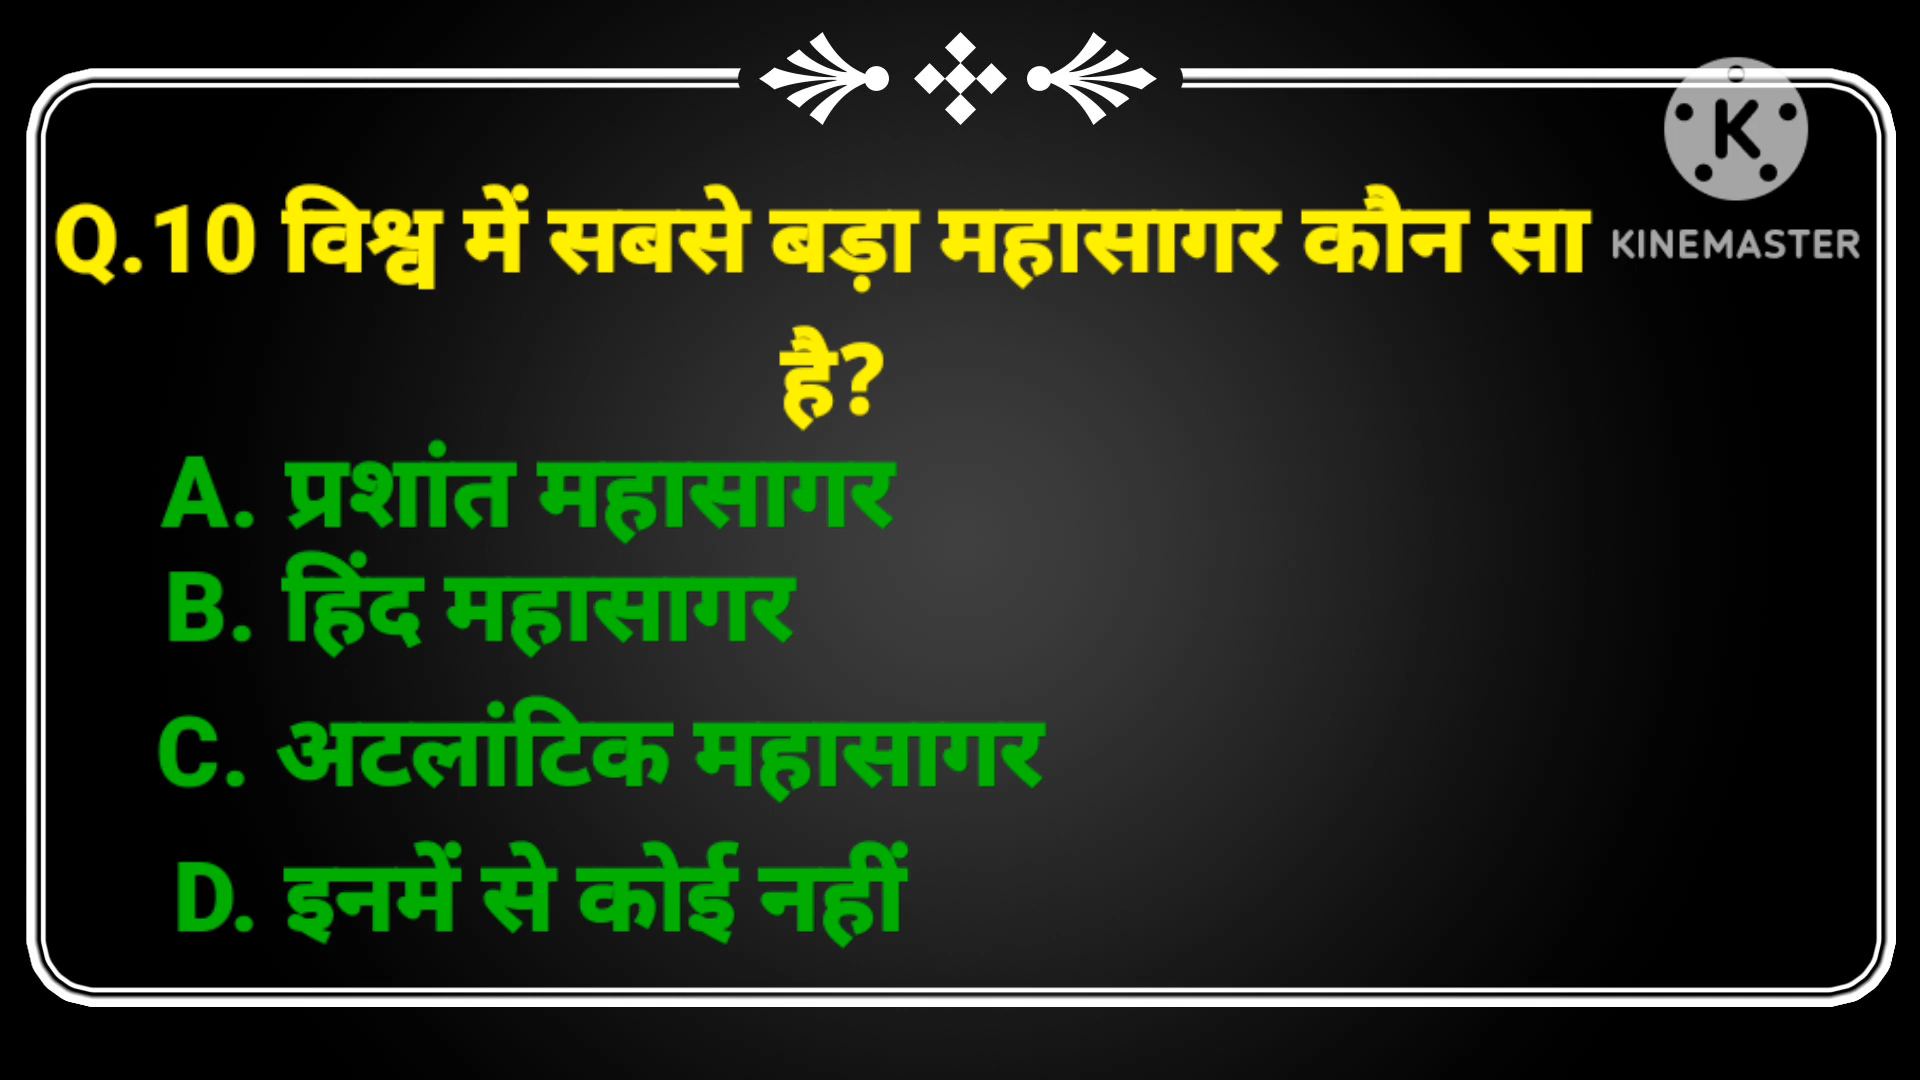 Q.10 विश्व में सबसे बड़ा महासागर कौन सा
है?
A. प्रशांत महासागर
B. हिंद महासागर
C. अटलांटिक महासागर
D. इनमें से कोई नहीं
K
KINEMASTER